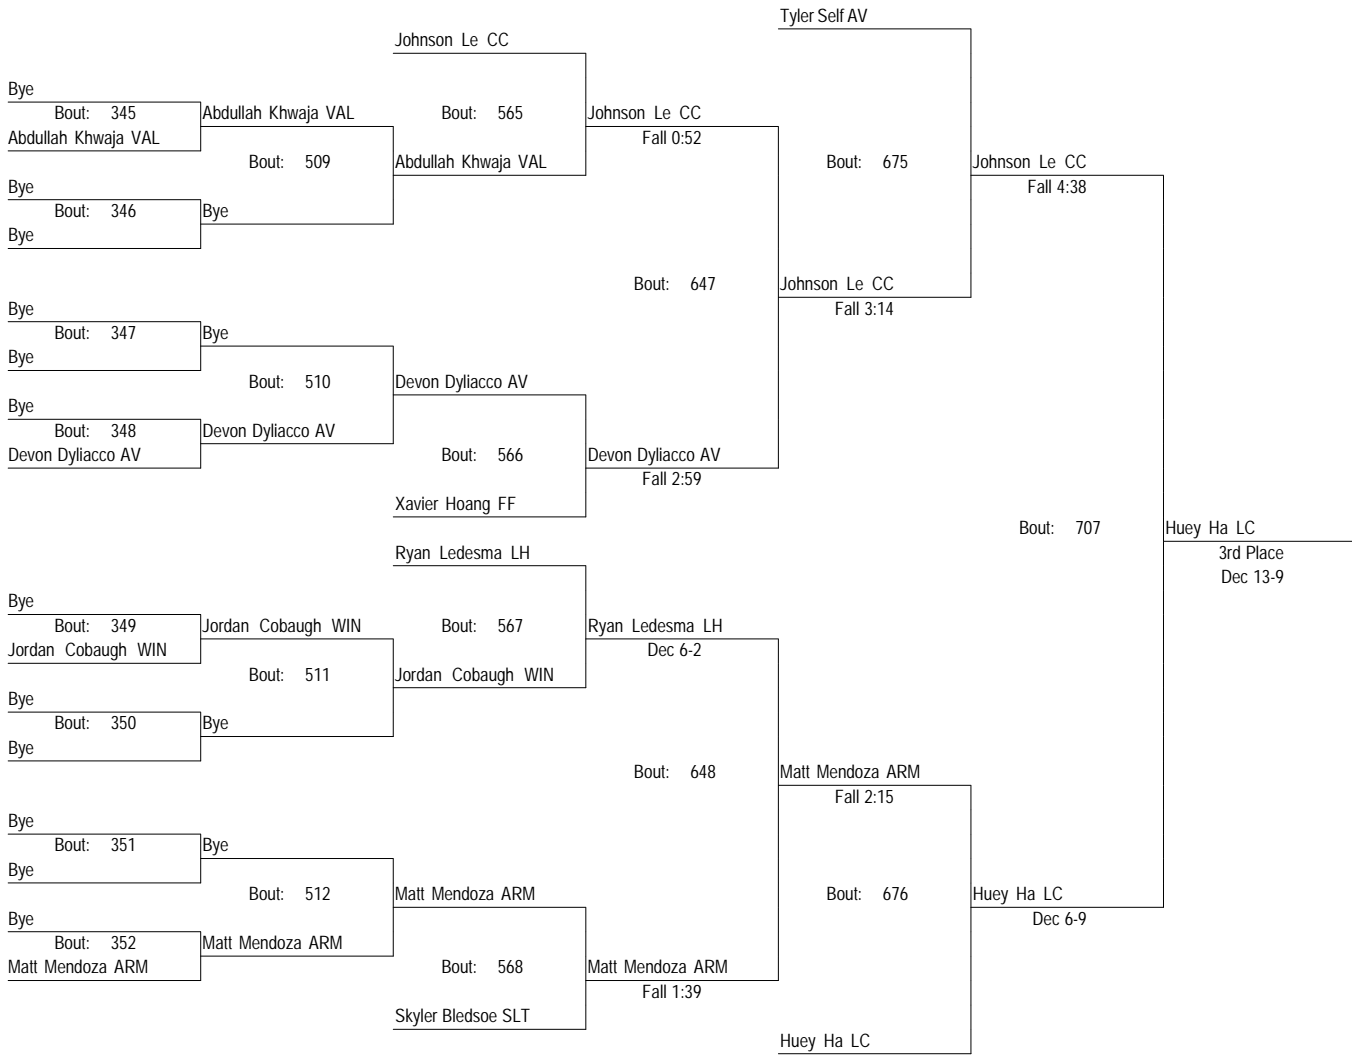 Tyler Self AV
Johnson Le CC
Bye
Bout: 345
Abdullah Khwaja VAL
Bout: 565
Johnson Le CC
Fall 0:52
Abdullah Khwaja VAL
Bout: 509
Abdullah Khwaja VAL
Bout: 675
Johnson Le CC
Fall 4:38
Bye
Bout: 346
Bye
Bye
Bout: 647
Johnson Le CC
Fall 3:14
Bye
Bout: 347
Bye
Bye
Bout: 510
Devon Dyliacco AV
Bye
Bout: 348
Devon Dyliacco AV
Devon Dyliacco AV
Bout: 566
Devon Dyliacco AV
Fall 2:59
Xavier Hoang FF
Bout: 707
Huey Ha LC
3rd Place
Dec 13-9
Ryan Ledesma LH
Bye
Bout: 349
Jordan Cobaugh WIN
Bout: 567
Ryan Ledesma LH
Dec 6-2
Jordan Cobaugh WIN
Bout: 511
Jordan Cobaugh WIN
Bye
Bout: 350
Bye
Bye
Bout: 648
Matt Mendoza ARM
Fall 2:15
Bye
Bout: 351
Bye
Bye
Bout: 512
Matt Mendoza ARM
Bout: 676
Huey Ha LC
Dec 6-9
Bye
Bout: 352
Matt Mendoza ARM
Matt Mendoza ARM
Bout: 568
Matt Mendoza ARM
Fall 1:39
Skyler Bledsoe SLT
Huey Ha LC